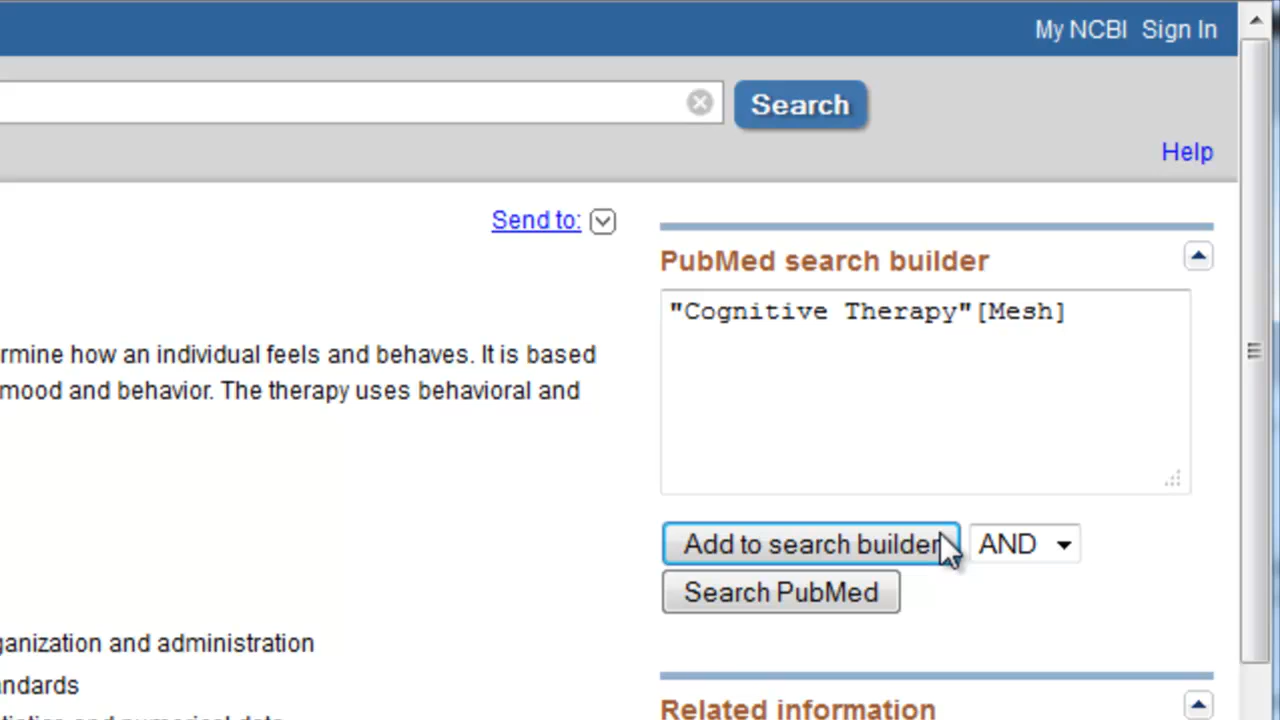 My NCBI Sign In
Search
Help
Send to:
PubMed search builder
"Cognitive Therapy"[Mesh]
rmine how an individual feels and behaves. It is based
mood and behavior. The therapy uses behavioral and
Add to search builder AND
Search PubMed
ganization and administration
andards
Related information